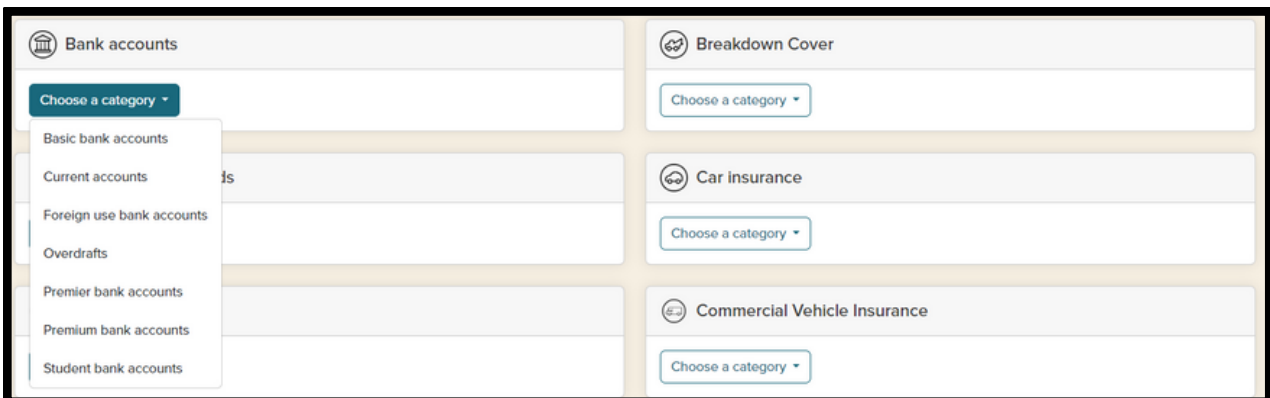 Bank accounts
Choose a category
Basic bank accounts
Current accounts
Foreign use bank accounts
Overdrafts
Premier bank accounts
Premium bank accounts
Student bank accounts
Breakdown Cover
Choose a category
Car insurance
Choose a category
Commercial Vehicle Insurance
Choose a category